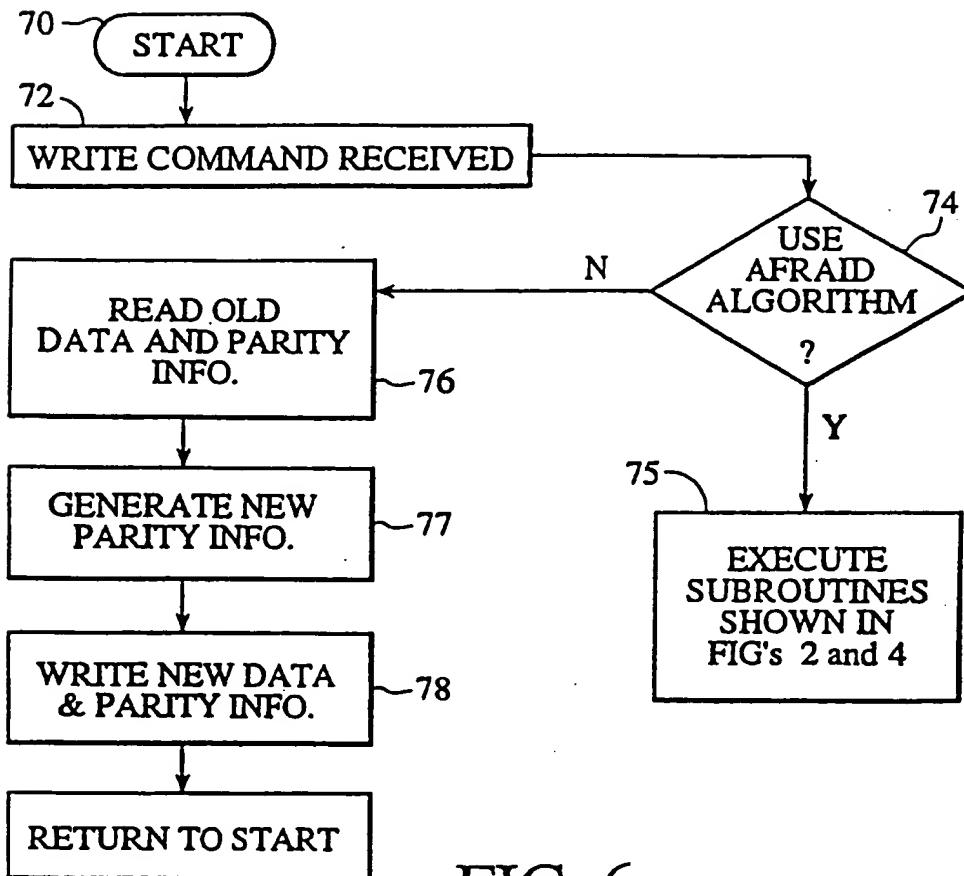 70
START
72
WRITE COMMAND RECEIVED
74
USE
AFRAID
ALGORITHM
?
N
Y
READ OLD
DATA AND PARITY
INFO.
76
GENERATE NEW
PARITY INFO.
77
WRITE NEW DATA
& PARITY INFO.
78
RETURN TO START
75
EXECUTE
SUBROUTINES
SHOWN IN
FIG's 2 and 4
FIG. 6